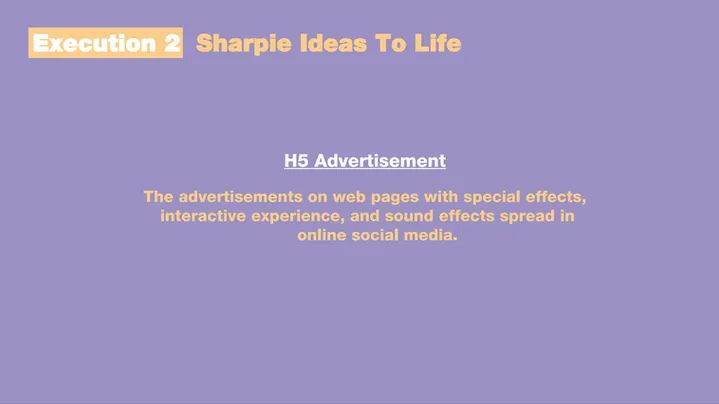 Execution 2 Sharpie Ideas To Life
H5 Advertisement
The advertisements on web pages with special effects,
interactive experience, and sound effects spread in
online social media.